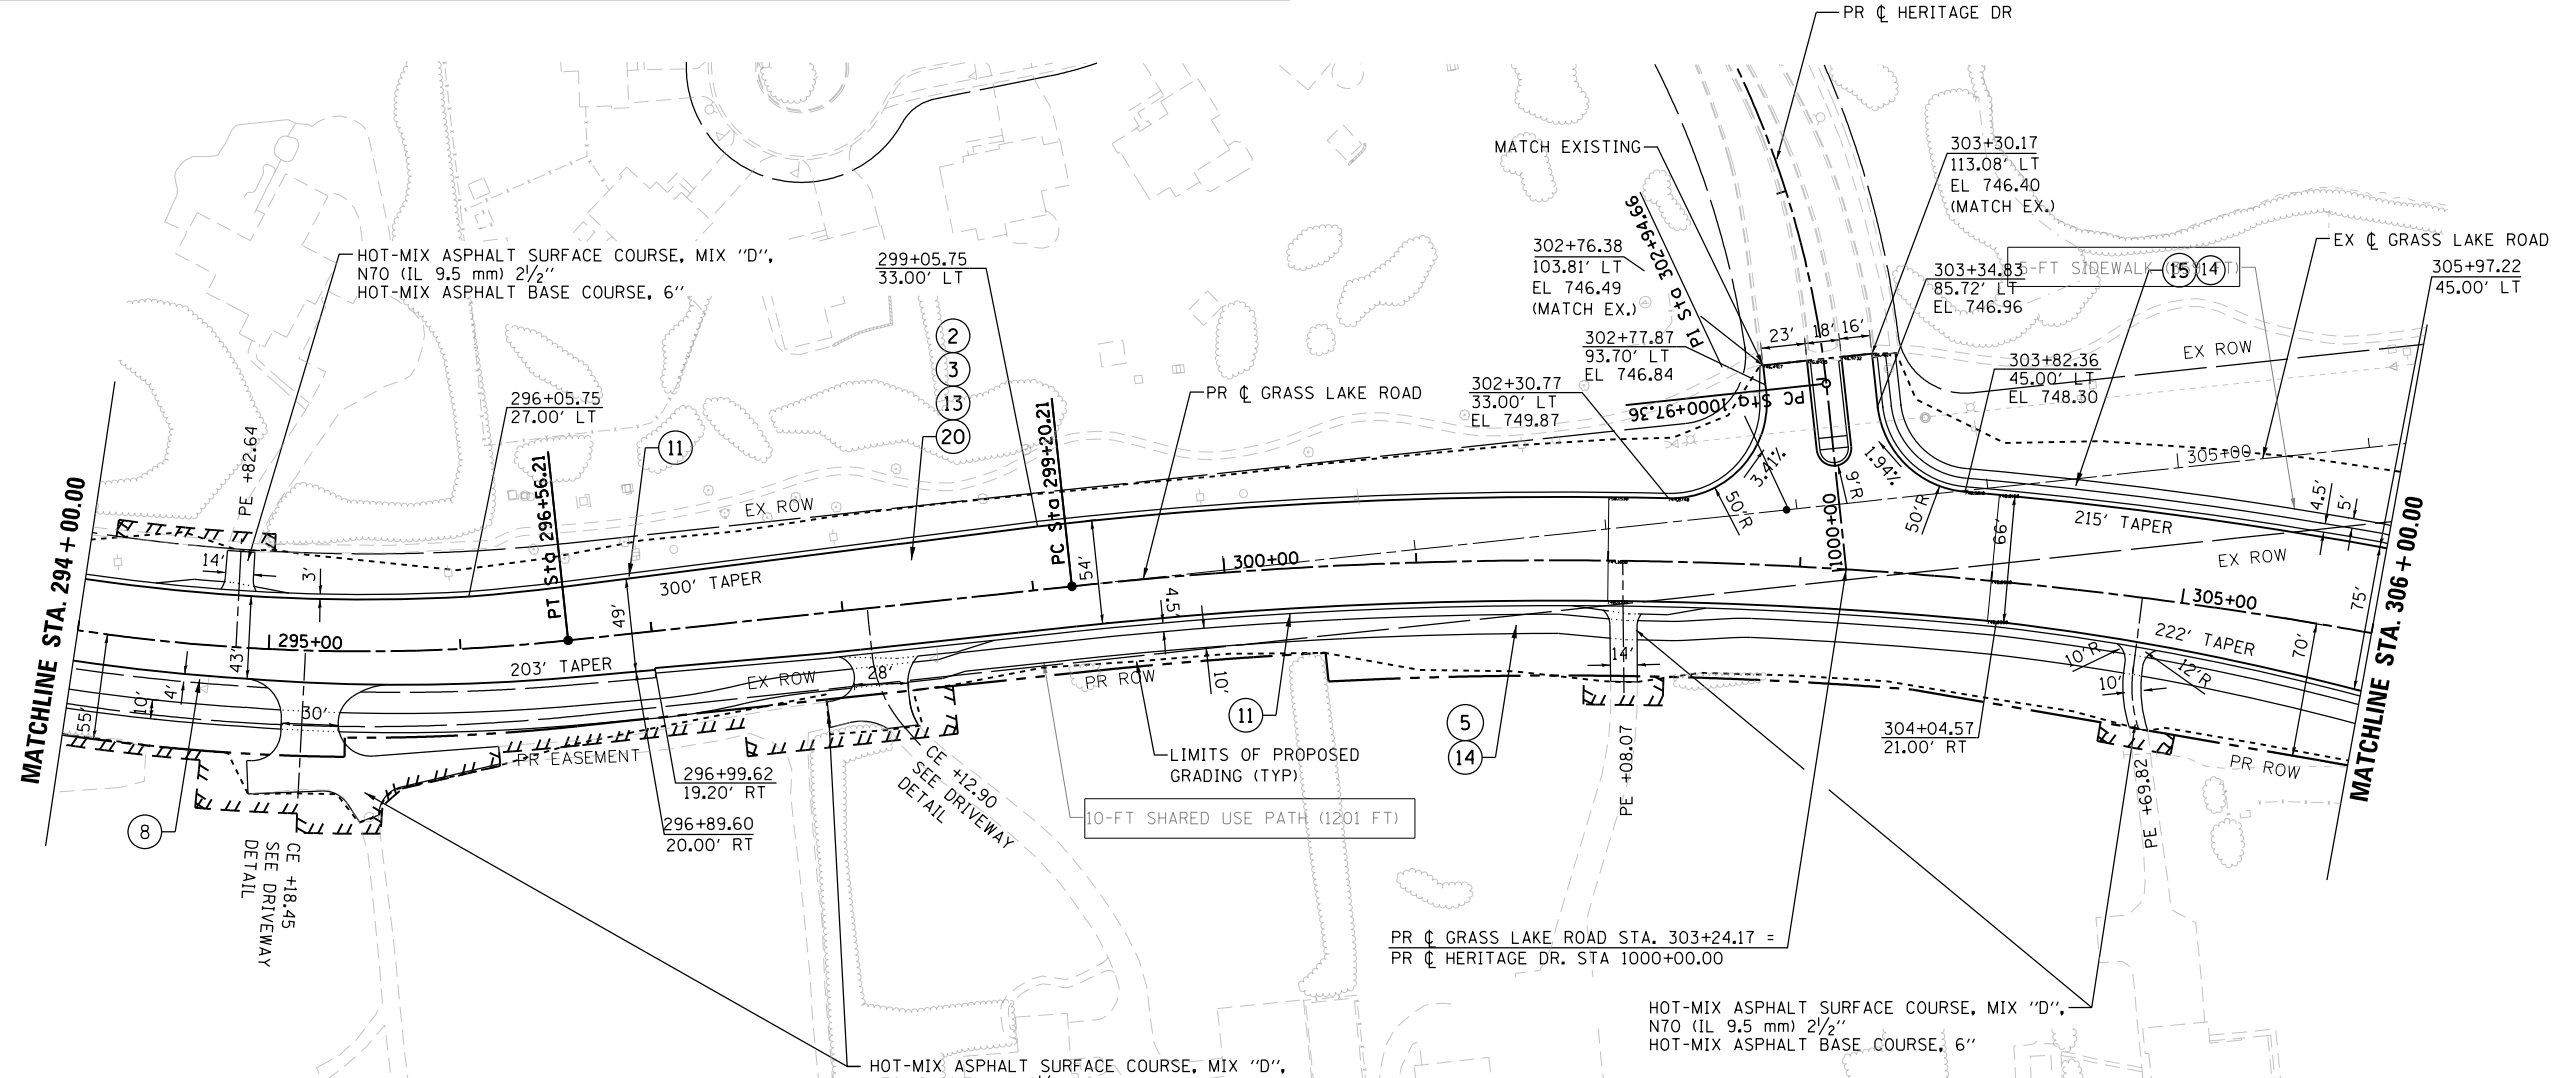 PR ℄ HERITAGE DR
MATCH EXISTING
303+30.17
113.08' LT
EL 746.40
(MATCH EX.)
HOT-MIX ASPHALT SURFACE COURSE, MIX "D",
N70 (IL 9.5 mm) 2½"
HOT-MIX ASPHALT BASE COURSE, 6"
299+05.75
33.00' LT
302+76.38
103.81' LT
EL 746.49
(MATCH EX.)
PI Sta 302+94.66
303+34.83
85.72' LT
EL 746.96
15
14
EX ℄ GRASS LAKE ROAD
305+97.22
45.00' LT
2
3
13
20
23'
18'
16'
302+77.87
93.70' LT
EL 746.84
PC Sta 1000+97.36
303+82.36
45.00' LT
EL 748.30
EX ROW
296+05.75
27.00' LT
PR ℄ GRASS LAKE ROAD
302+30.77
33.00' LT
EL 749.87
PE +82.64
11
PT Sta 296+56.21
PC Sta 299+20.21
EX ROW
3.41%
1.94%
50'R
9'R
50'R
305+00
4.5'
5'
215' TAPER
66'
EX ROW
MATCHLINE STA. 294+00.00
MATCHLINE STA. 306+00.00
14'
3'
300' TAPER
49'
54'
300+00
1000+00
305+00
75'
295+00
43'
203' TAPER
4.5'
222' TAPER
70'
4'
10'
55'
30'
EX ROW
28'
PR ROW
10'
14'
10'R
12'R
10'
PR EASEMENT
11
5
14
304+04.57
21.00' RT
PR ROW
296+99.62
19.20' RT
296+89.60
20.00' RT
CE +12.90
SEE DRIVEWAY
DETAIL
LIMITS OF PROPOSED
GRADING (TYP)
10-FT SHARED USE PATH (1201 FT)
PE +08.07
PE +69.82
8
CE +18.45
SEE DRIVEWAY
DETAIL
PR ℄ GRASS LAKE ROAD STA. 303+24.17 =
PR ℄ HERITAGE DR. STA 1000+00.00
HOT-MIX ASPHALT SURFACE COURSE, MIX "D",
N70 (IL 9.5 mm) 2½"
HOT-MIX ASPHALT BASE COURSE, 6"
HOT-MIX ASPHALT SURFACE COURSE, MIX "D",